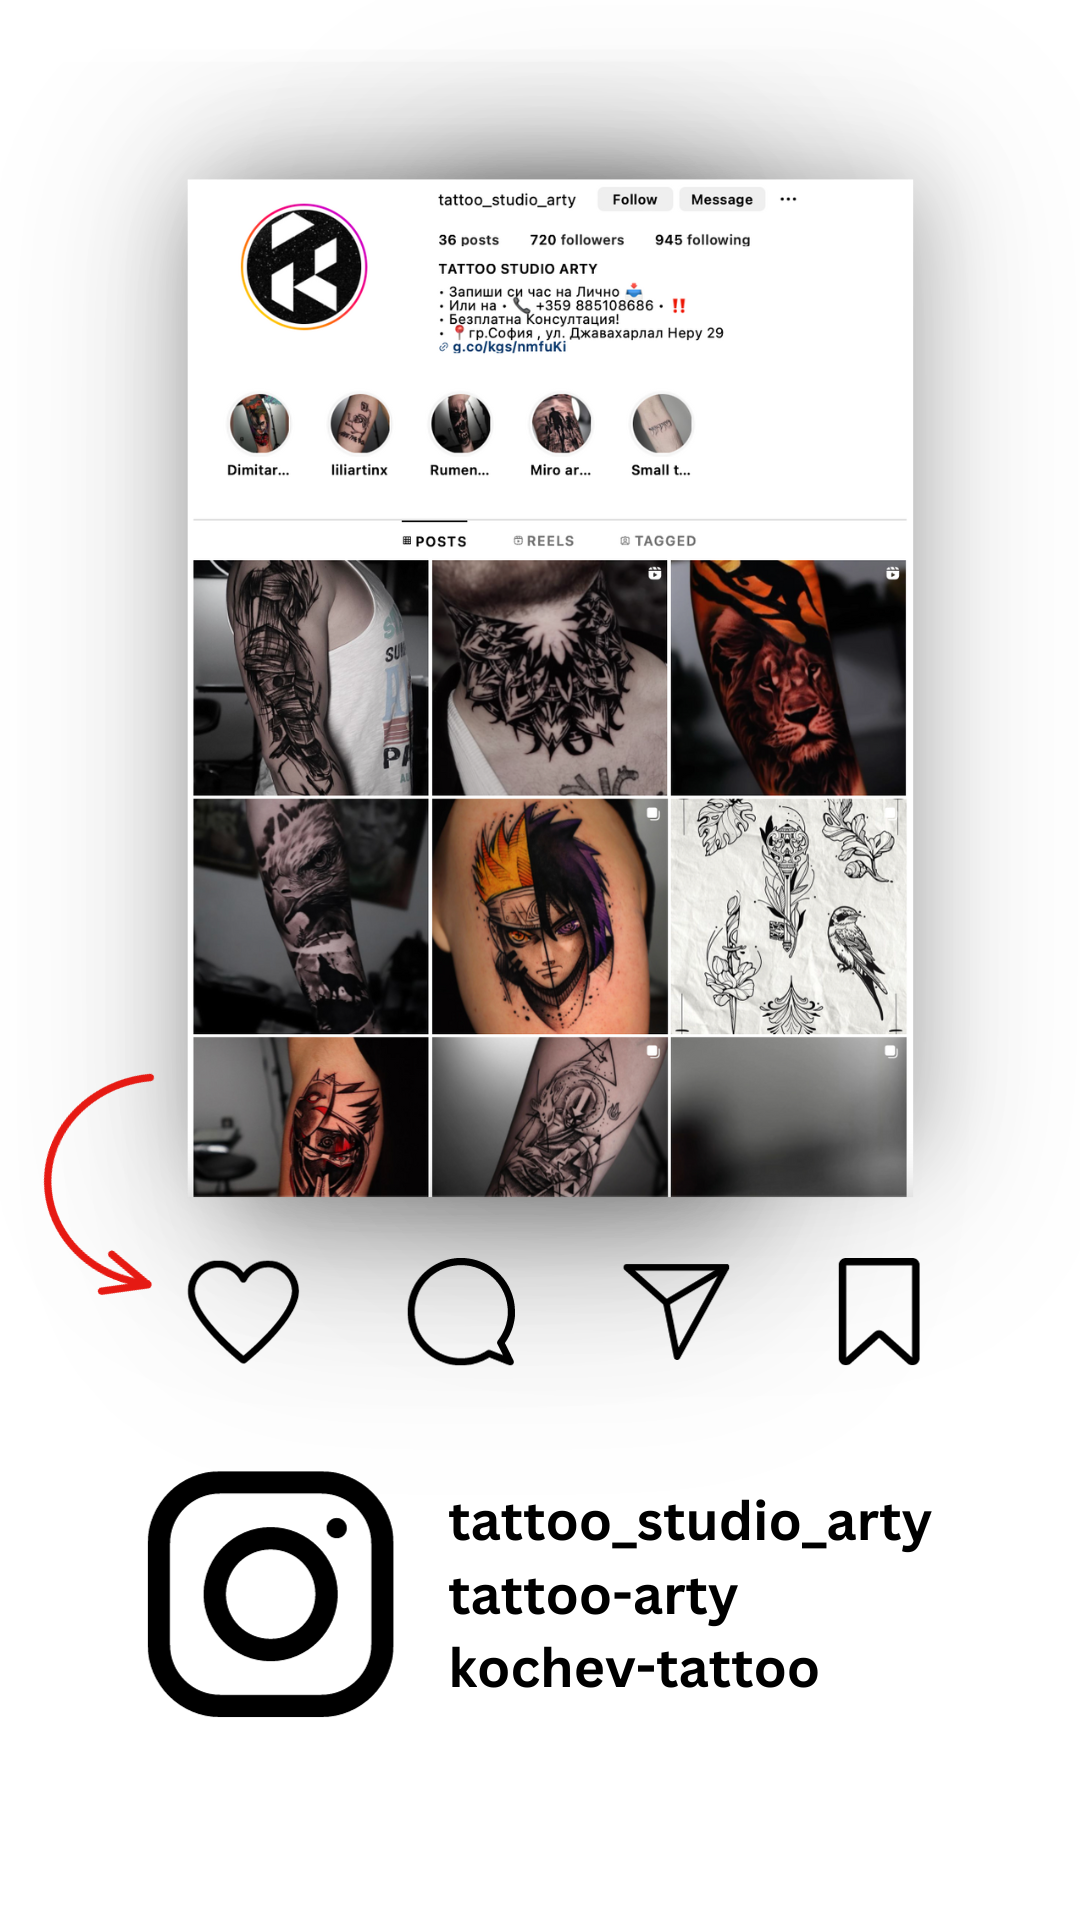 tattoo_studio_arty Follow Message
36 posts 720 followers 945 following
TATTOO STUDIO ARTY
• Запиши си час на Лично 📥
• Или на • 📞 +359 885108686 • ‼️
• Безплатна Консултация!
• 📍гр.София , ул. Джавахарлал Неру 29
g.co/kgs/nmfuKi
Dimitar... liliartinx Rumen... Miro ar... Small t...
POSTS REELS TAGGED
tattoo_studio_arty
tattoo-arty
kochev-tattoo